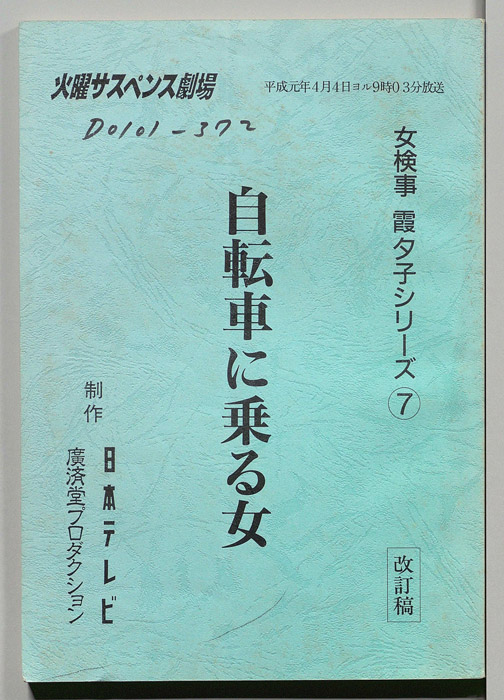 火曜サスペンス劇場
平成元年4月4日ヨル9時03分放送
D0101-372
女検事 霞夕子シリーズ⑦
自転車に乗る女
制作
日本テレビ
廣済堂プロダクション
改訂稿